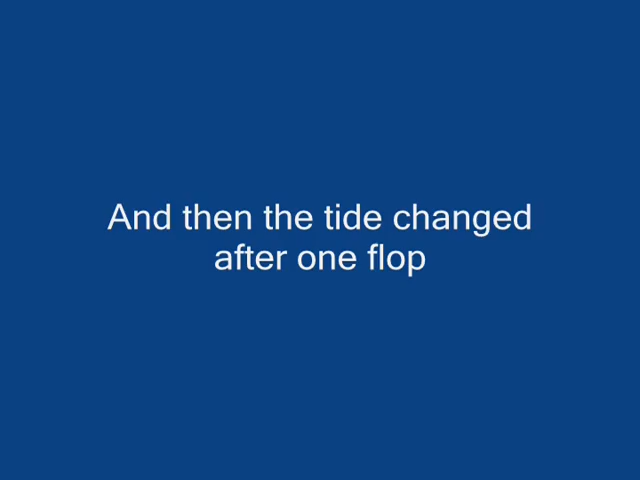 And then the tide changed
after one flop